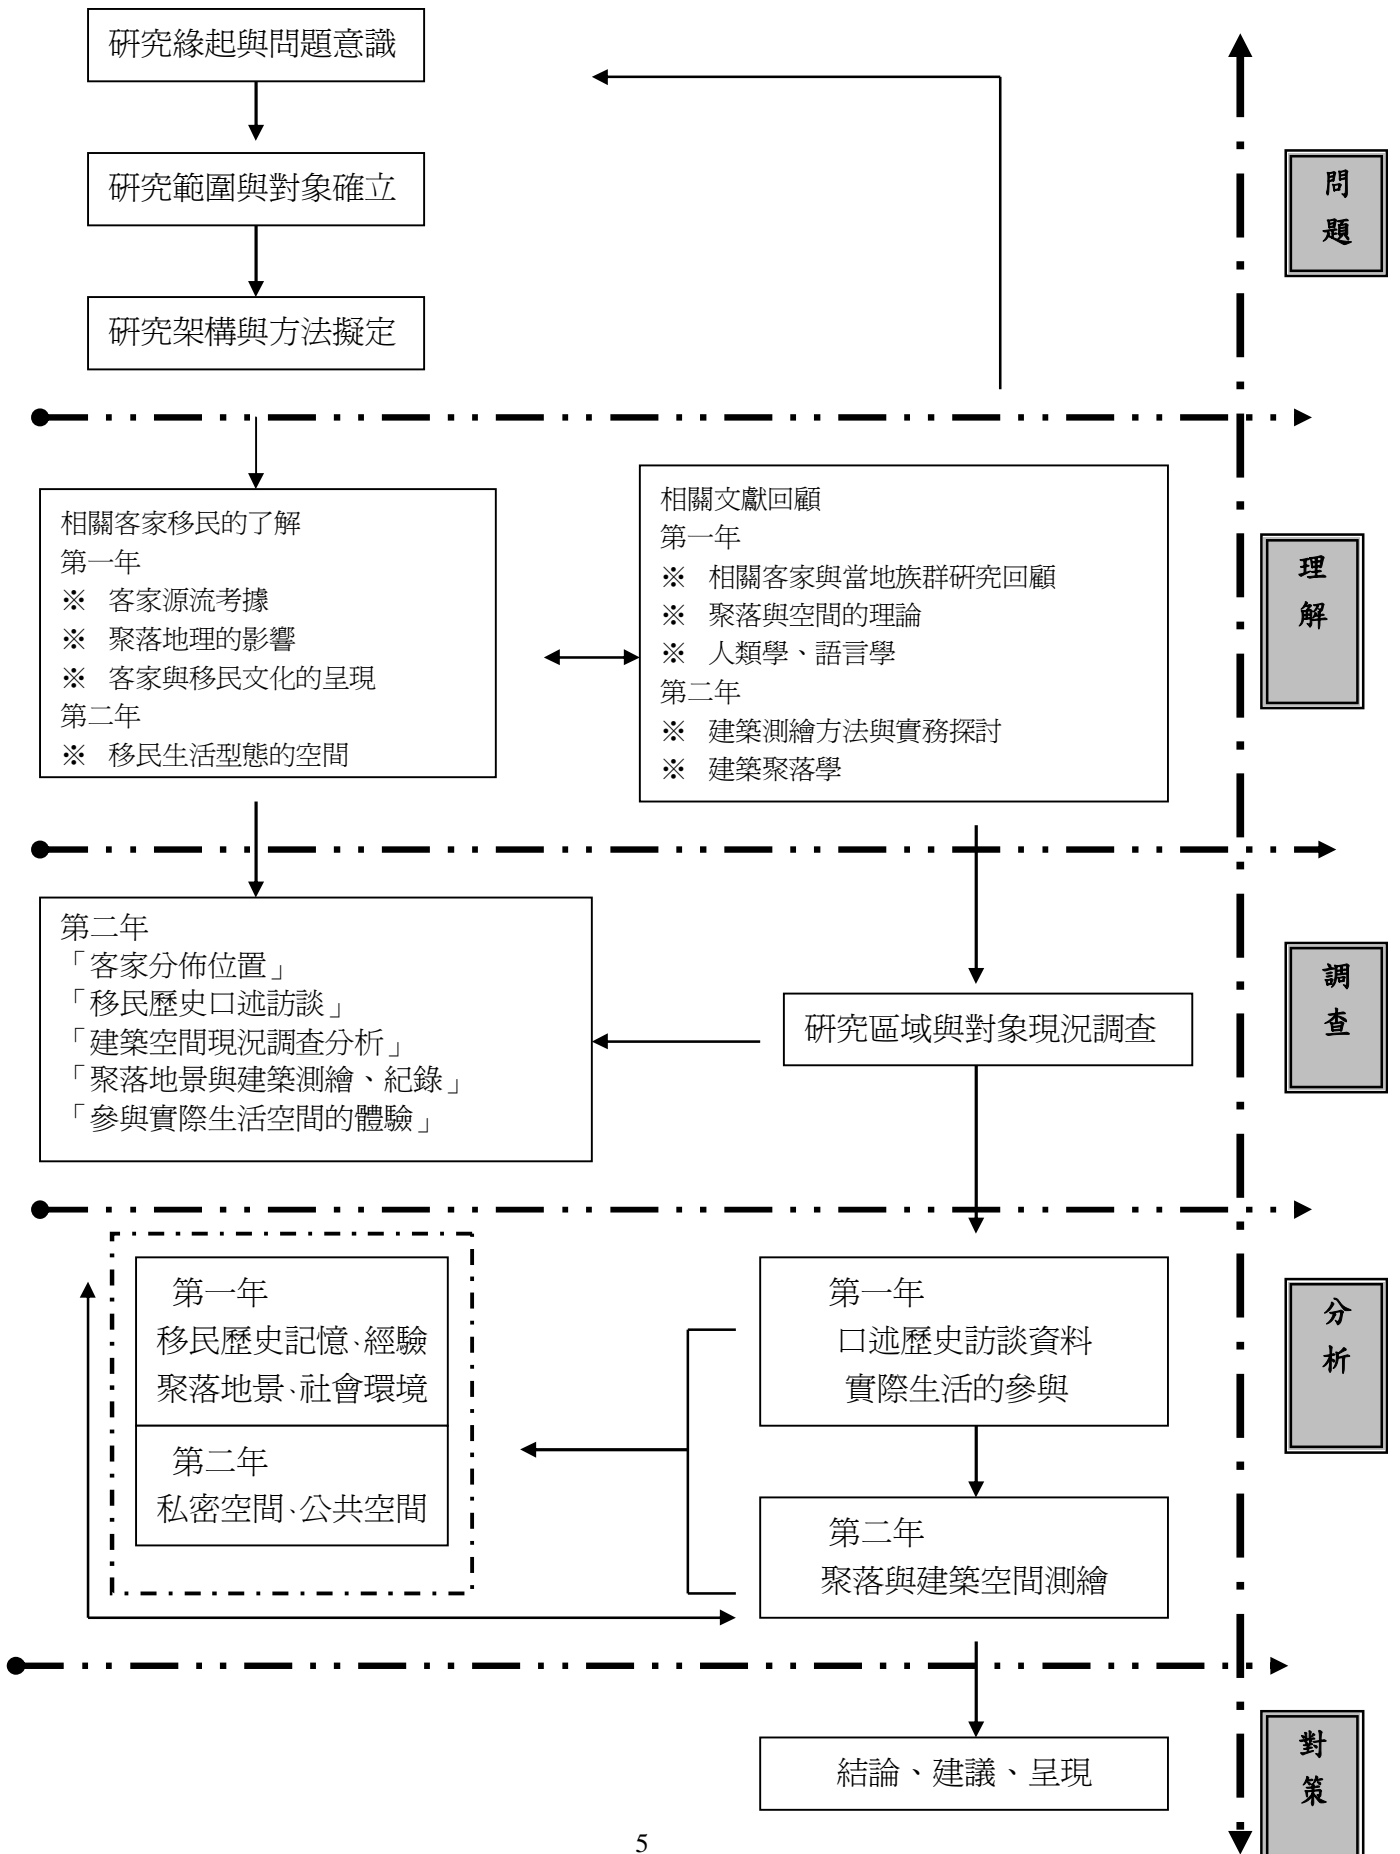 研究緣起與問題意識
研究範圍與對象確立
研究架構與方法擬定
問
題
相關客家移民的了解
第一年
※ 客家源流考據
※ 聚落地理的影響
※ 客家與移民文化的呈現
第二年
※ 移民生活型態的空間
相關文獻回顧
第一年
※ 相關客家與當地族群研究回顧
※ 聚落與空間的理論
※ 人類學、語言學
第二年
※ 建築測繪方法與實務探討
※ 建築聚落學
理
解
第二年
「客家分佈位置」
「移民歷史口述訪談」
「建築空間現況調查分析」
「聚落地景與建築測繪、紀錄」
「參與實際生活空間的體驗」
研究區域與對象現況調查
調
查
第一年
移民歷史記憶、經驗
聚落地景、社會環境
第二年
私密空間、公共空間
第一年
口述歷史訪談資料
實際生活的參與
第二年
聚落與建築空間測繪
分
析
結論、建議、呈現
對
策
5